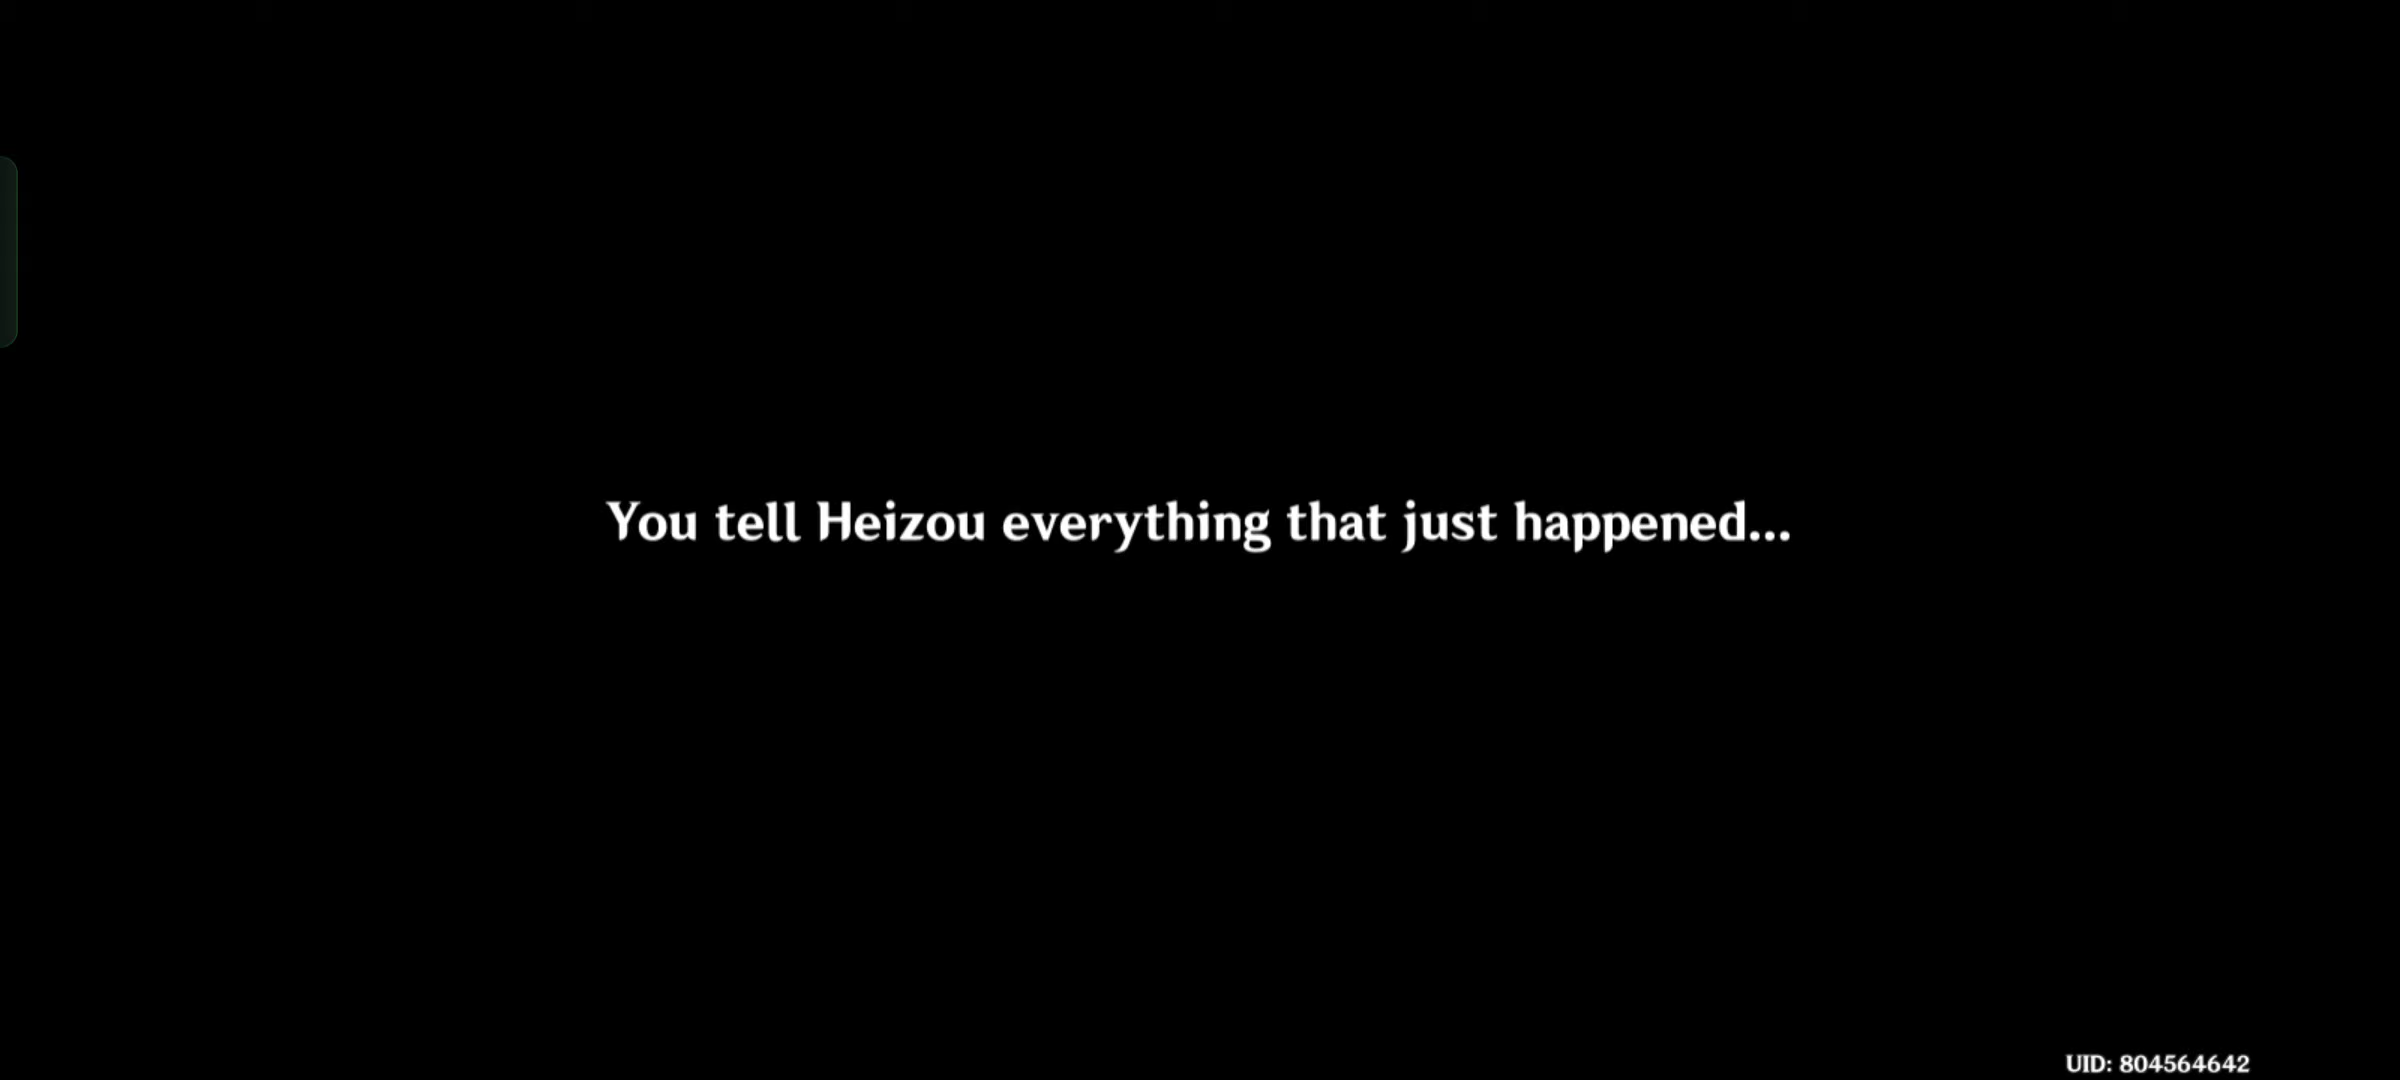 You tell Heizou everything that just happened...
UID: 804564642